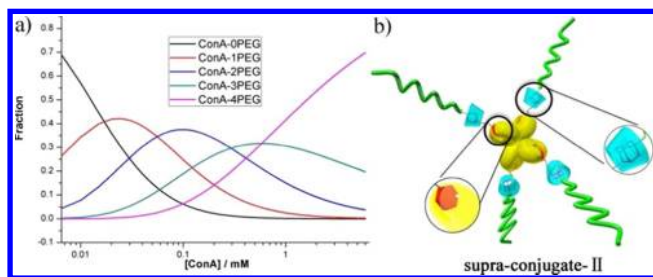 a)
b)
0.8
0.7
0.6
0.5
0.4
0.3
0.2
0.1
0.0
-0.1
Fraction
ConA-0PEG
ConA-1PEG
ConA-2PEG
ConA-3PEG
ConA-4PEG
0.01
0.1
1
[ConA] / mM
supra-conjugate-II